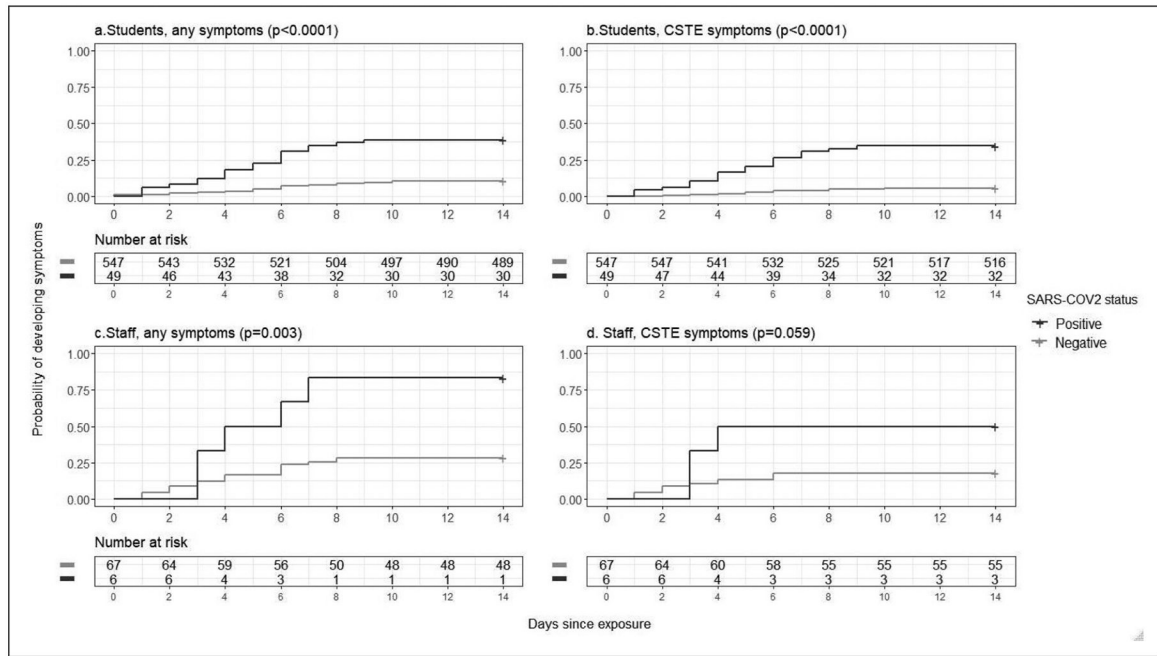 a.Students, any symptoms (p<0.0001)
1.00
0.75
0.50
0.25
0.00
0 2 4 6 8 10 12 14
Number at risk
547 543 532 521 504 497 490 489
49 46 43 38 32 30 30 30
0 2 4 6 8 10 12 14
b.Students, CSTE symptoms (p<0.0001)
1.00
0.75
0.50
0.25
0.00
0 2 4 6 8 10 12 14
547 547 541 532 525 521 517 516
49 47 44 39 34 32 32 32
0 2 4 6 8 10 12 14
Probability of developing symptoms
c.Staff, any symptoms (p=0.003)
1.00
0.75
0.50
0.25
0.00
0 2 4 6 8 10 12 14
Number at risk
67 64 59 56 50 48 48 48
6 6 4 3 1 1 1 1
0 2 4 6 8 10 12 14
d. Staff, CSTE symptoms (p=0.059)
1.00
0.75
0.50
0.25
0.00
0 2 4 6 8 10 12 14
67 64 60 58 55 55 55 55
6 6 4 3 3 3 3 3
0 2 4 6 8 10 12 14
SARS-COV2 status
Positive
Negative
Days since exposure